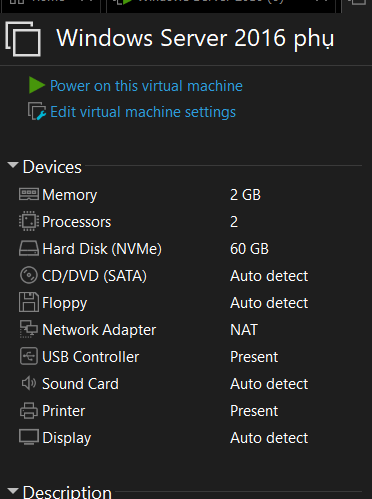 Windows Server 2016 phụ
Power on this virtual machine
Edit virtual machine settings
Devices
Memory 2 GB
Processors 2
Hard Disk (NVMe) 60 GB
CD/DVD (SATA) Auto detect
Floppy Auto detect
Network Adapter NAT
USB Controller Present
Sound Card Auto detect
Printer Present
Display Auto detect
Description